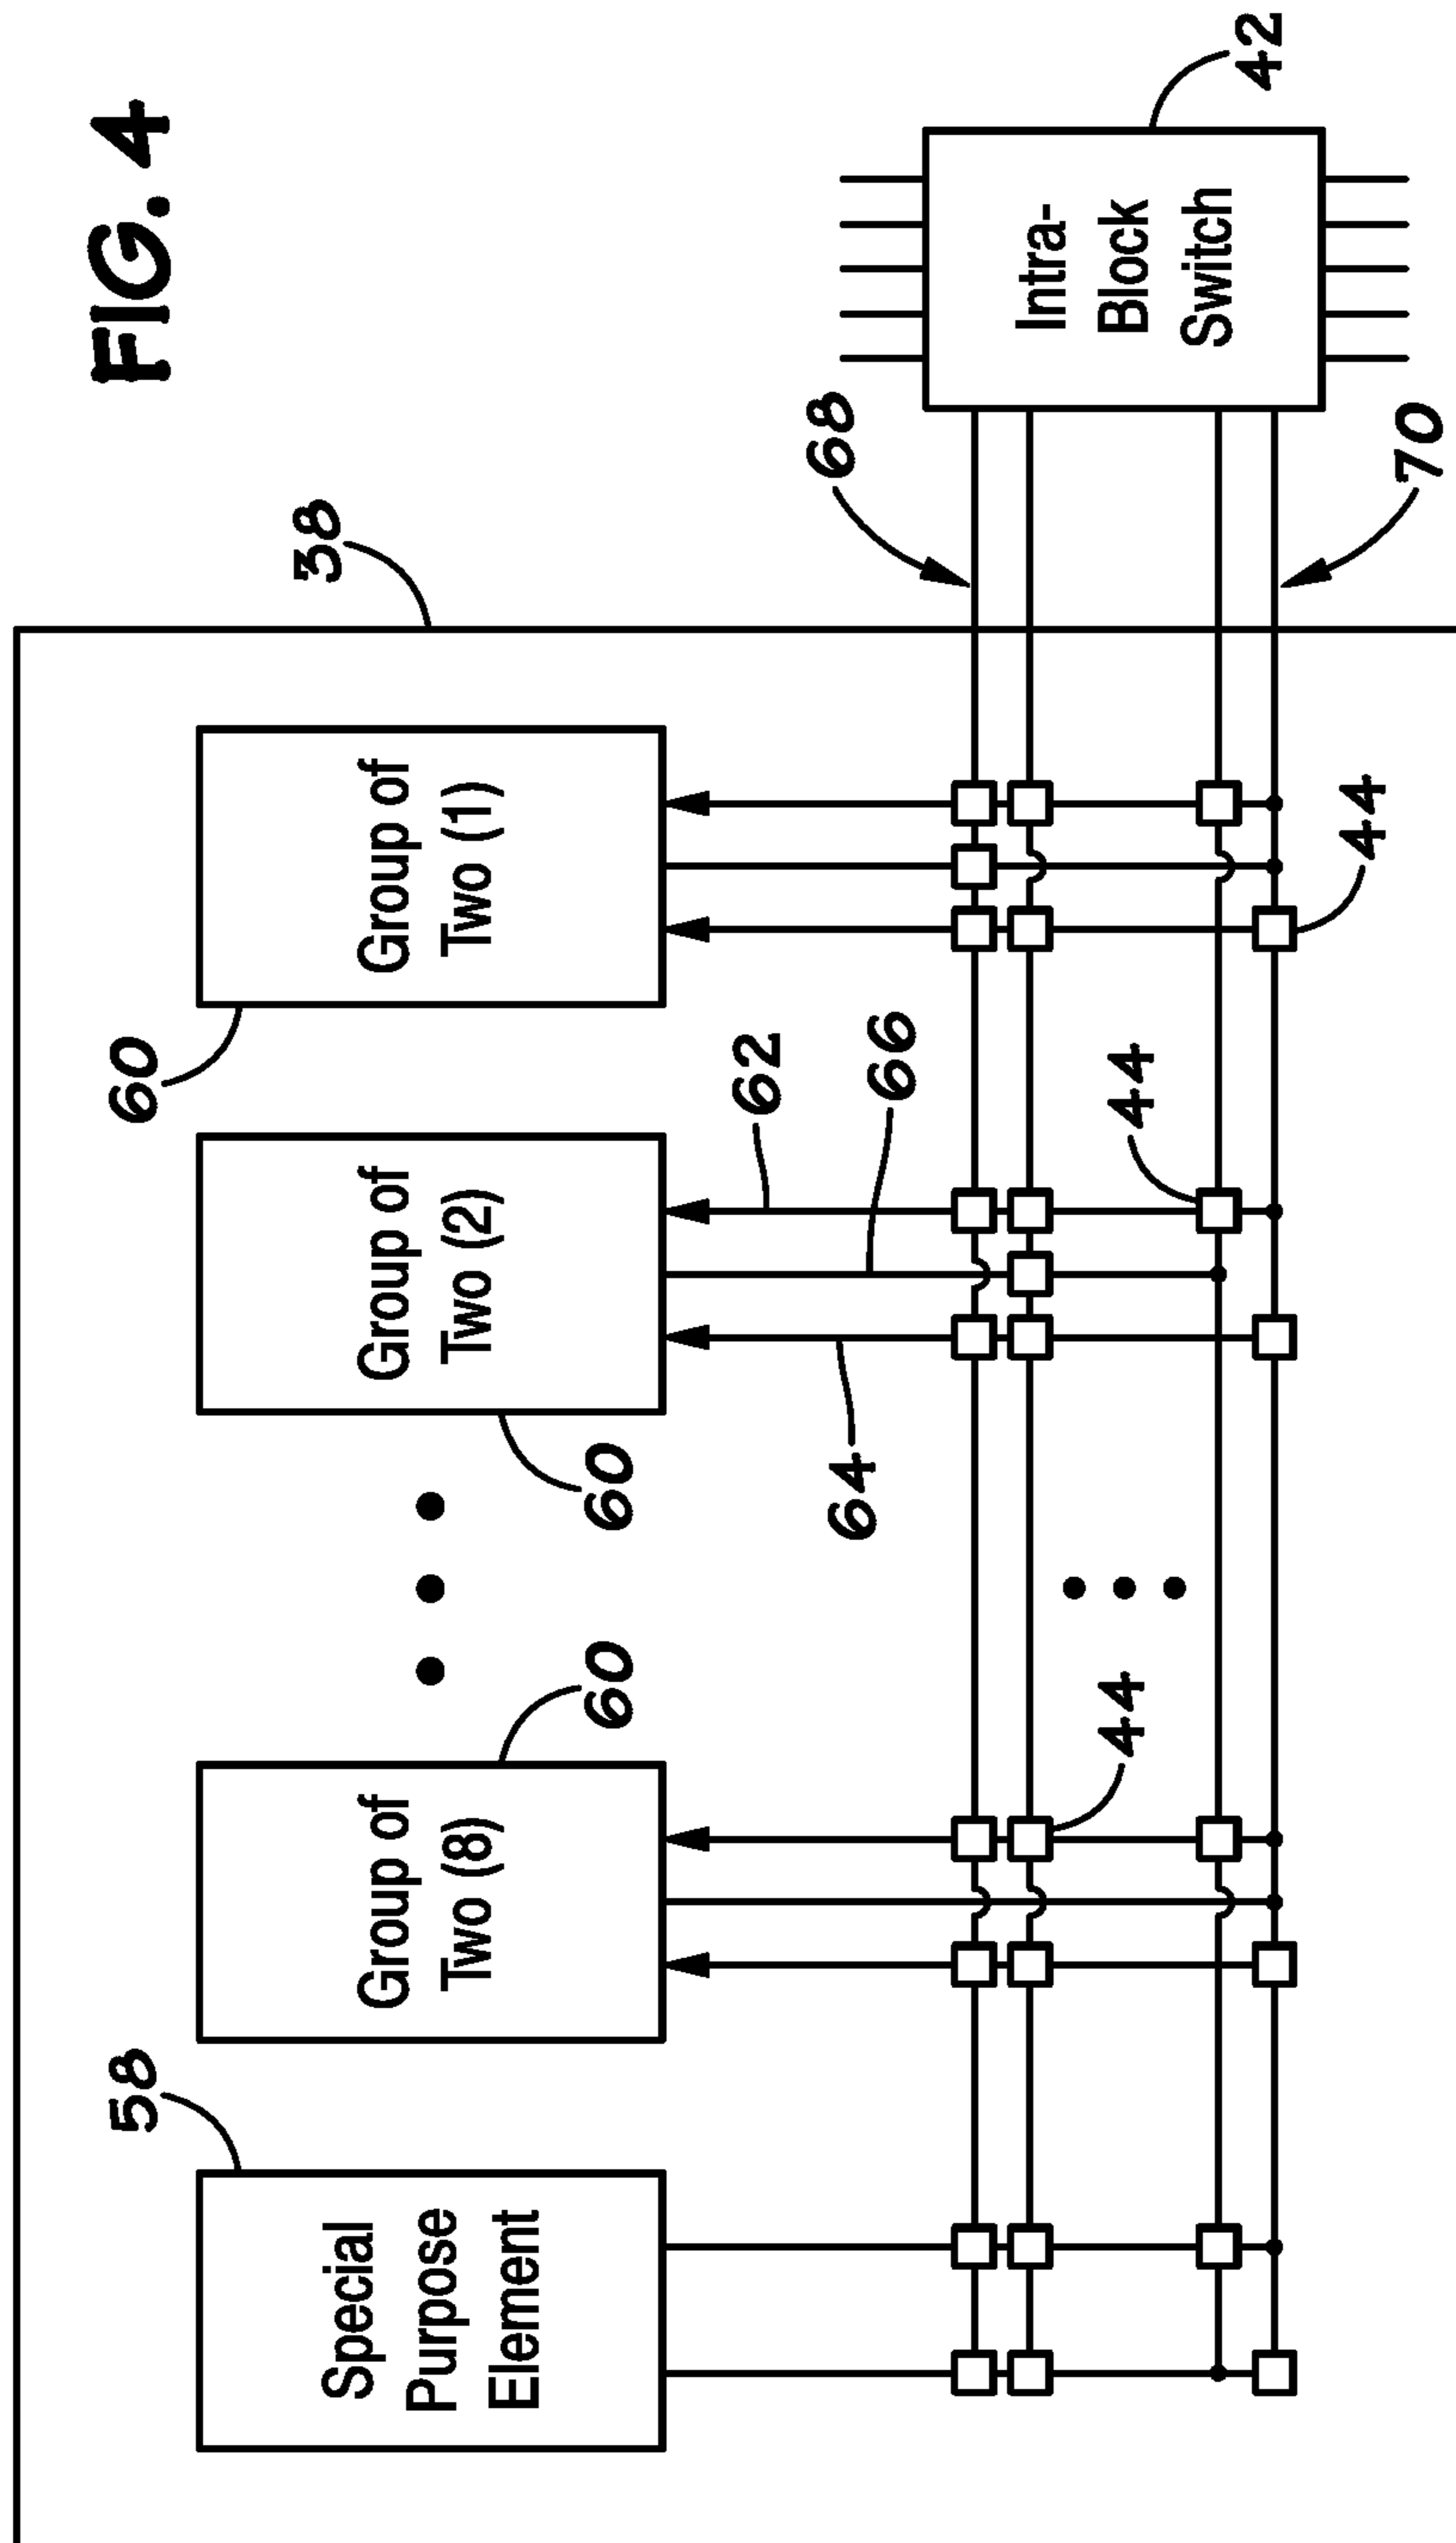 FIG. 4
38
58
60
60
60
Special
Purpose
Element
Group of
Two (8)
Group of
Two (2)
Group of
Two (1)
62
66
64
44
44
44
68
70
Intra-
Block
Switch
42